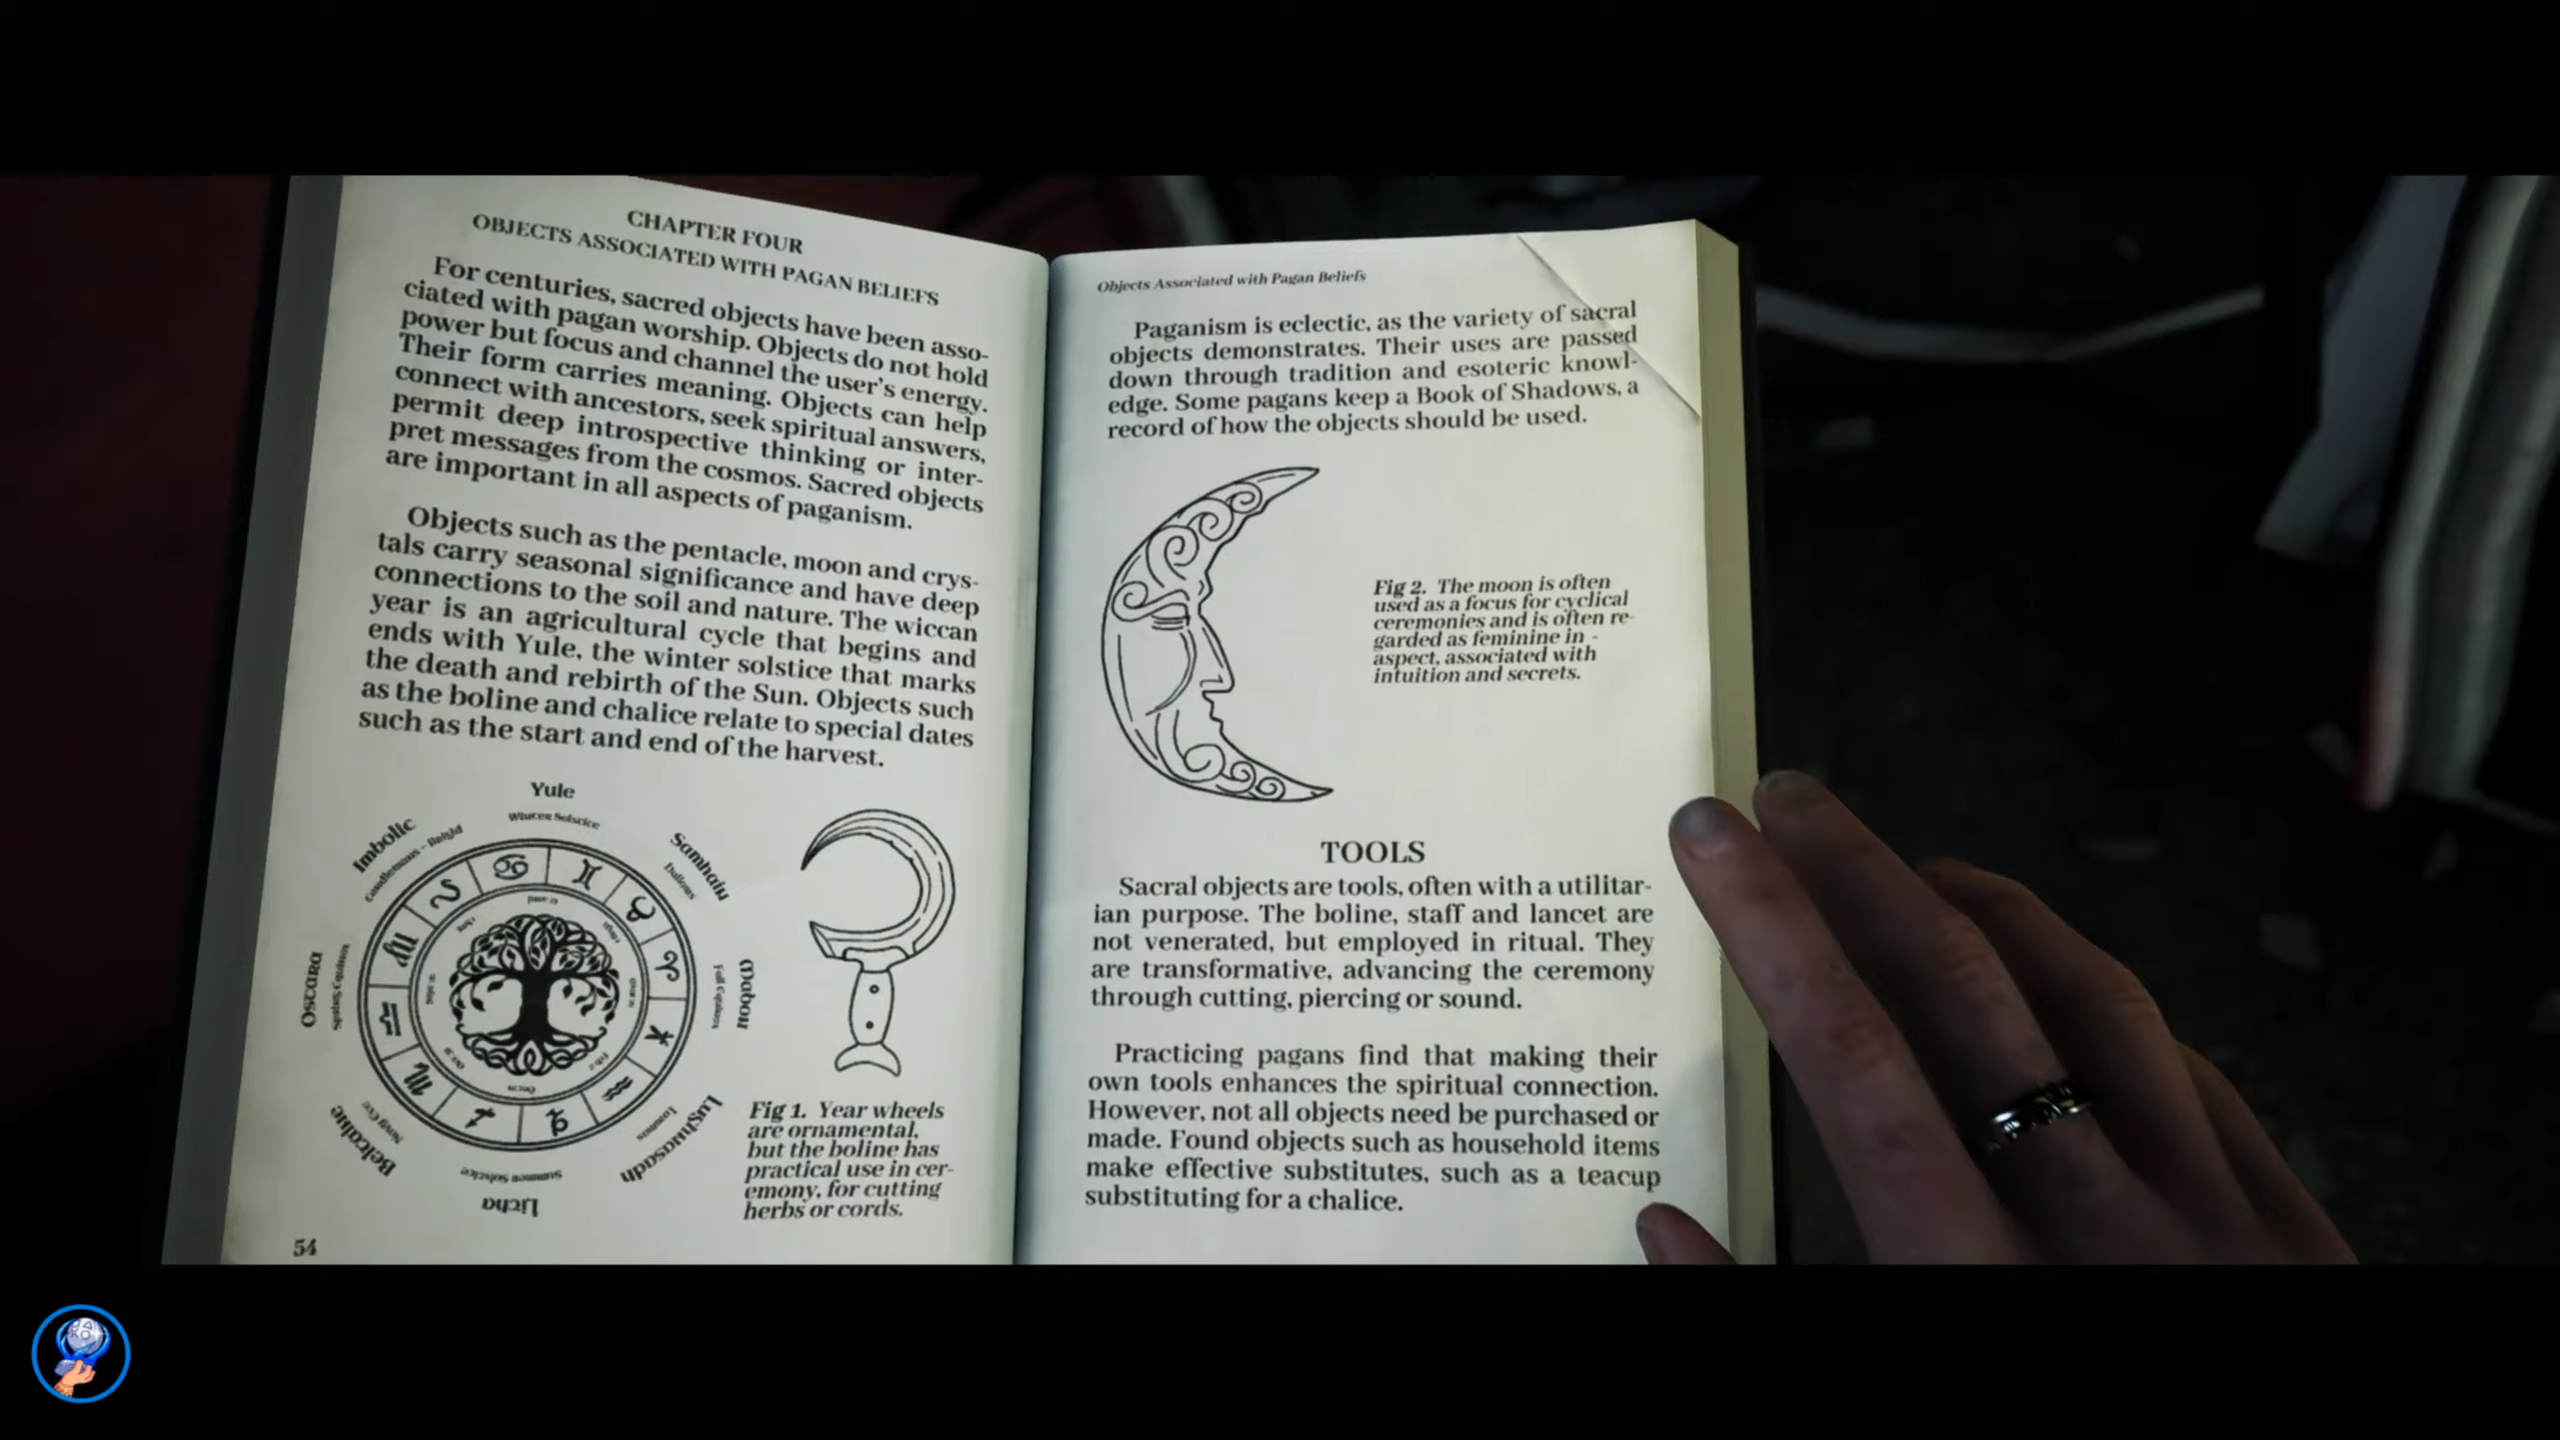 CHAPTER FOUR
OBJECTS ASSOCIATED WITH PAGAN BELIEFS
For centuries, sacred objects have been asso-
ciated with pagan worship. Objects do not hold
power but focus and channel the user's energy.
Their form carries meaning. Objects can help
connect with ancestors, seek spiritual answers,
permit deep introspective thinking or inter-
pret messages from the cosmos. Sacred objects
are important in all aspects of paganism.
Objects such as the pentacle, moon and crys-
tals carry seasonal significance and have deep
connections to the soil and nature. The wiccan
year is an agricultural cycle that begins and
ends with Yule, the winter solstice that marks
the death and rebirth of the Sun. Objects such
as the boline and chalice relate to special dates
such as the start and end of the harvest.
Yule
Winter Solstice
Imbolic
Samhain
Mabon
Lughnasadh
Litha
Summer Solstice
Fig 1. Year wheels
are ornamental,
but the boline has
practical use in cer-
emony, for cutting
herbs or cords.
54
Objects Associated with Pagan Beliefs
Paganism is eclectic, as the variety of sacral
objects demonstrates. Their uses are passed
down through tradition and esoteric knowl-
edge. Some pagans keep a Book of Shadows, a
record of how the objects should be used.
Fig 2. The moon is often
used as a focus for cyclical
ceremonies and is often re-
garded as feminine in -
aspect, associated with
intuition and secrets.
TOOLS
Sacral objects are tools, often with a utilitar-
ian purpose. The boline, staff and lancet are
not venerated, but employed in ritual. They
are transformative, advancing the ceremony
through cutting, piercing or sound.
Practicing pagans find that making their
own tools enhances the spiritual connection.
However, not all objects need be purchased or
made. Found objects such as household items
make effective substitutes, such as a teacup
substituting for a chalice.